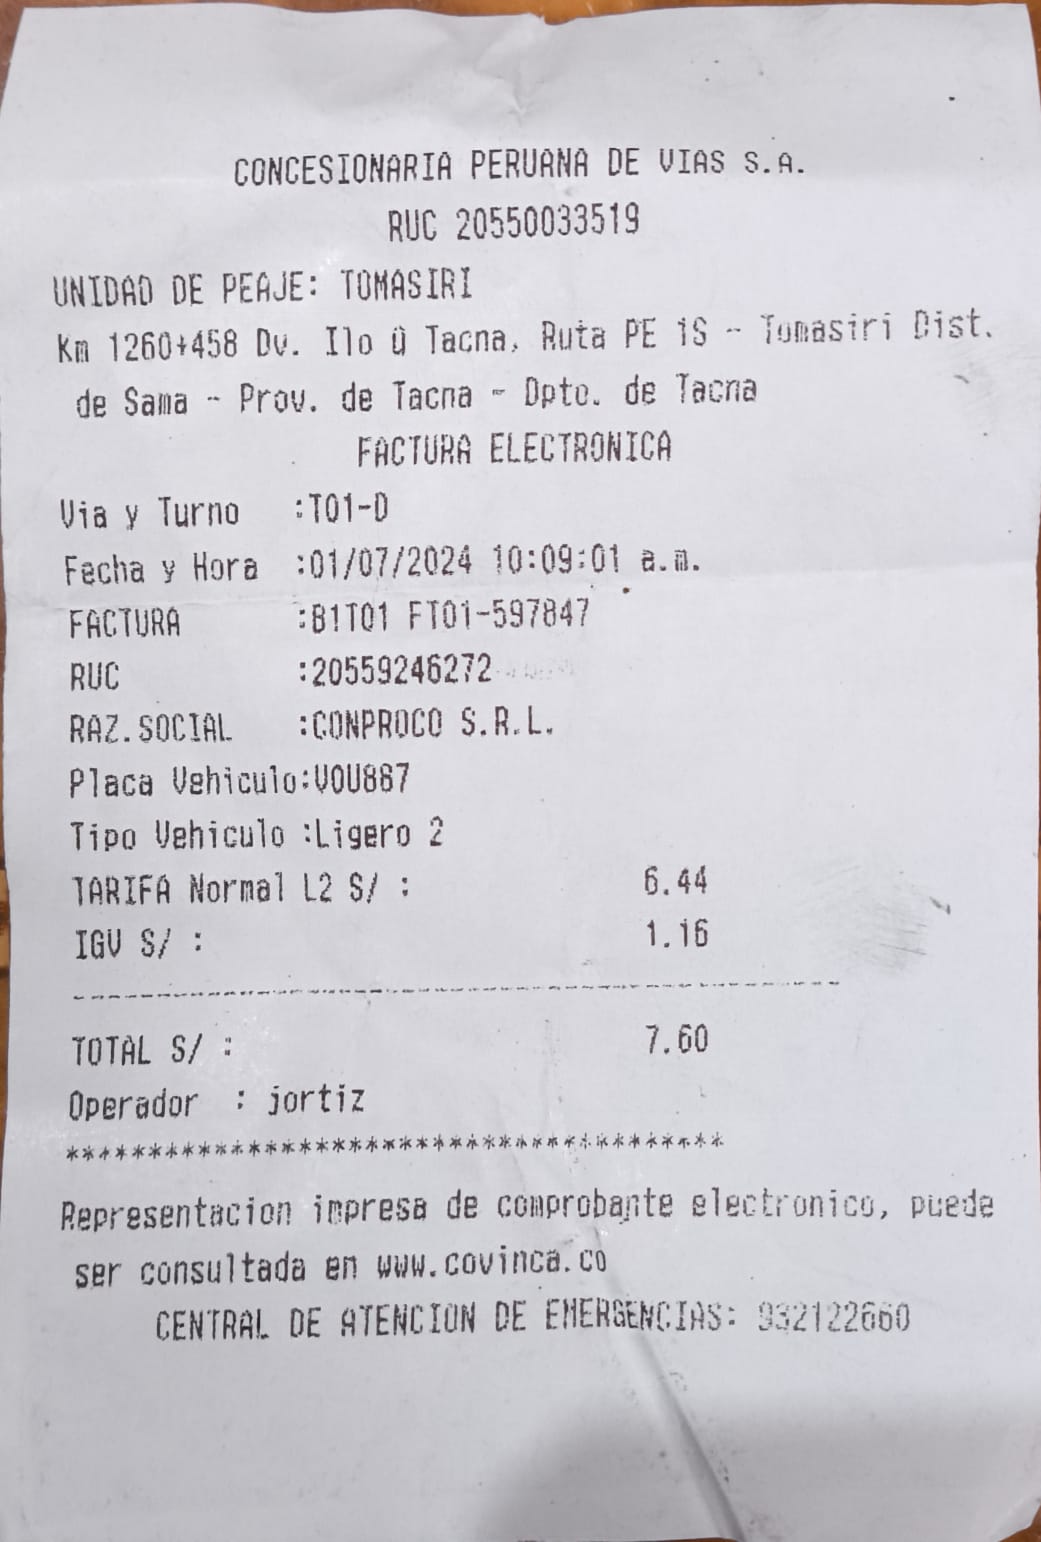 CONCESIONARIA PERUANA DE VIAS S.A.
RUC 20550033519
UNIDAD DE PEAJE: TOMASIRI
Km 1260+458 Dv. Ilo û Tacna, Ruta PE 1S - Tomasiri Dist.
de Sama - Prov. de Tacna - Dpto. de Tacna
FACTURA ELECTRONICA
Via y Turno :T01-D
Fecha y Hora :01/07/2024 10:09:01 a.m.
FACTURA :B1T01 FT01-597847
RUC :20559246272
RAZ.SOCIAL :CONPROCO S.R.L.
Placa Vehiculo:VOU887
Tipo Vehiculo :Ligero 2
TARIFA Normal L2 S/ : 6.44
IGV S/ : 1.16
--------------------------------------------
TOTAL S/ : 7.60
Operador : jortiz
****************************************
Representacion impresa de comprobante electronico, puede
ser consultada en www.covinca.co
CENTRAL DE ATENCION DE EMERGENCIAS: 932122660